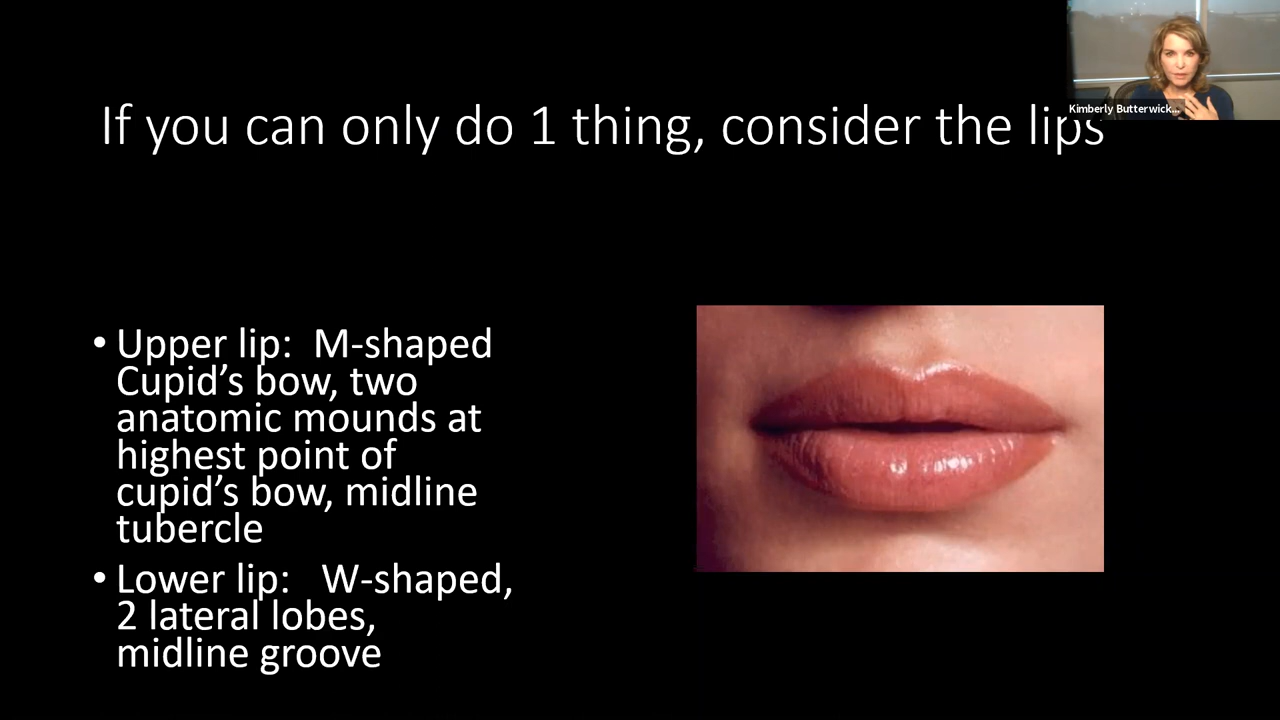 Kimberly Butterwick...
If you can only do 1 thing, consider the lips
• Upper lip:  M-shaped
Cupid’s bow, two
anatomic mounds at
highest point of
cupid’s bow, midline
tubercle
• Lower lip:   W-shaped,
2 lateral lobes,
midline groove